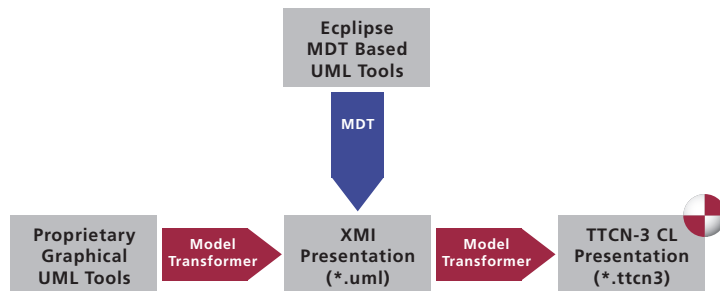 Ecplipse
MDT Based
UML Tools
MDT
Proprietary
Graphical
UML Tools
Model
Transformer
XMI
Presentation
(*.uml)
Model
Transformer
TTCN-3 CL
Presentation
(*.ttcn3)